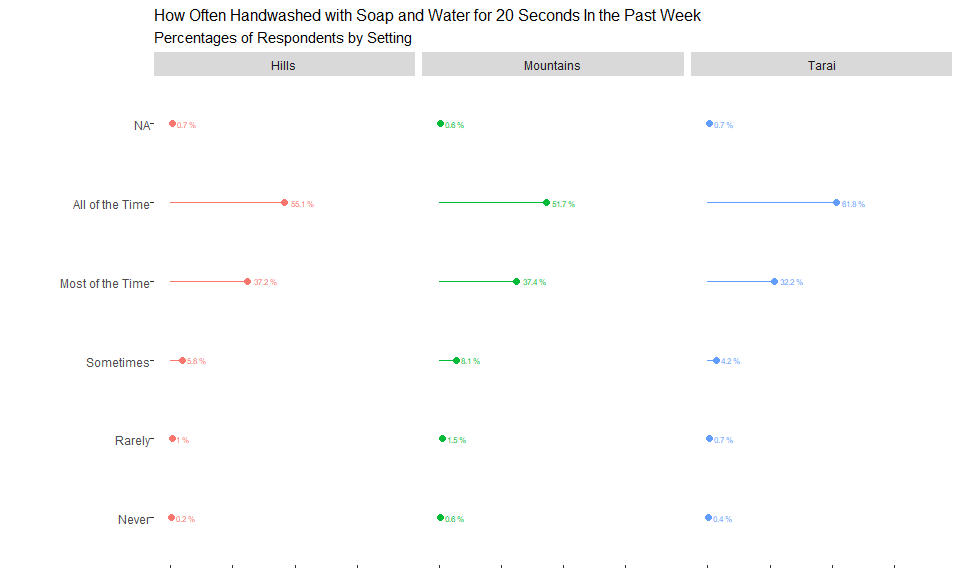 How Often Handwashed with Soap and Water for 20 Seconds In the Past Week
Percentages of Respondents by Setting
Hills Mountains Tarai
NA 0.7 % 0.6 % 0.7 %
All of the Time 55.1 % 51.7 % 61.8 %
Most of the Time 37.2 % 37.4 % 32.2 %
Sometimes 5.8 % 8.1 % 4.2 %
Rarely 1 % 1.5 % 0.7 %
Never 0.2 % 0.6 % 0.4 %